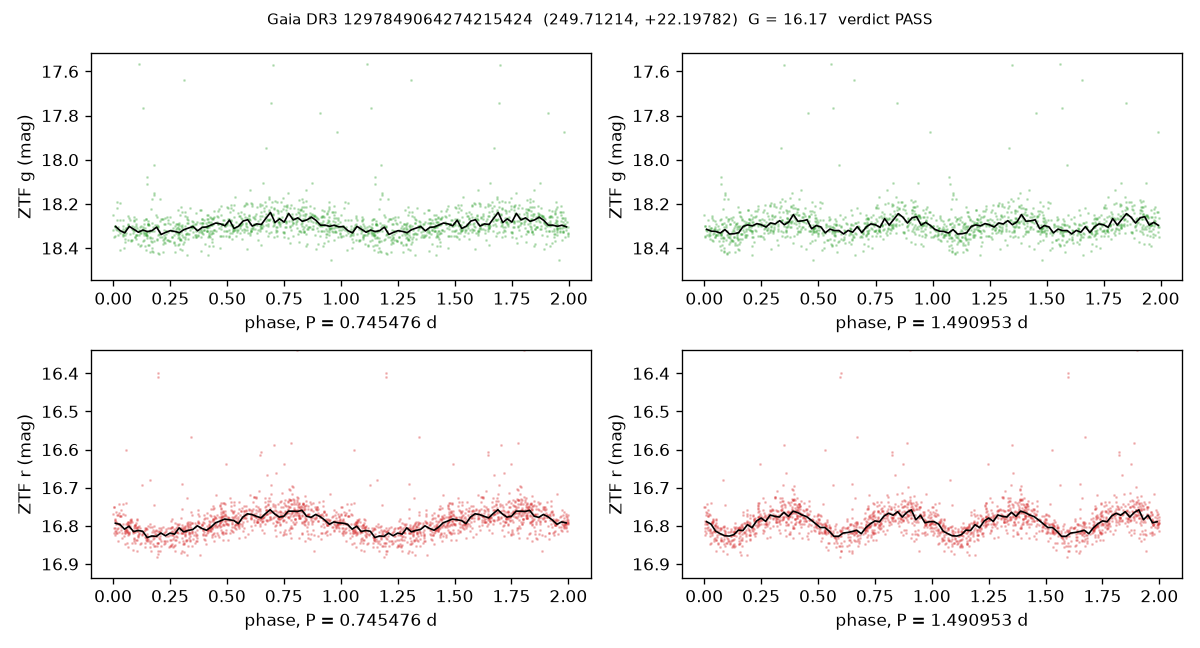 Gaia DR3 1297849064274215424 (249.71214, +22.19782) G = 16.17 verdict PASS
ZTF g (mag)
17.6
17.8
18.0
18.2
18.4
0.00 0.25 0.50 0.75 1.00 1.25 1.50 1.75 2.00
phase, P = 0.745476 d
ZTF g (mag)
17.6
17.8
18.0
18.2
18.4
0.00 0.25 0.50 0.75 1.00 1.25 1.50 1.75 2.00
phase, P = 1.490953 d
ZTF r (mag)
16.4
16.5
16.6
16.7
16.8
16.9
0.00 0.25 0.50 0.75 1.00 1.25 1.50 1.75 2.00
phase, P = 0.745476 d
ZTF r (mag)
16.4
16.5
16.6
16.7
16.8
16.9
0.00 0.25 0.50 0.75 1.00 1.25 1.50 1.75 2.00
phase, P = 1.490953 d